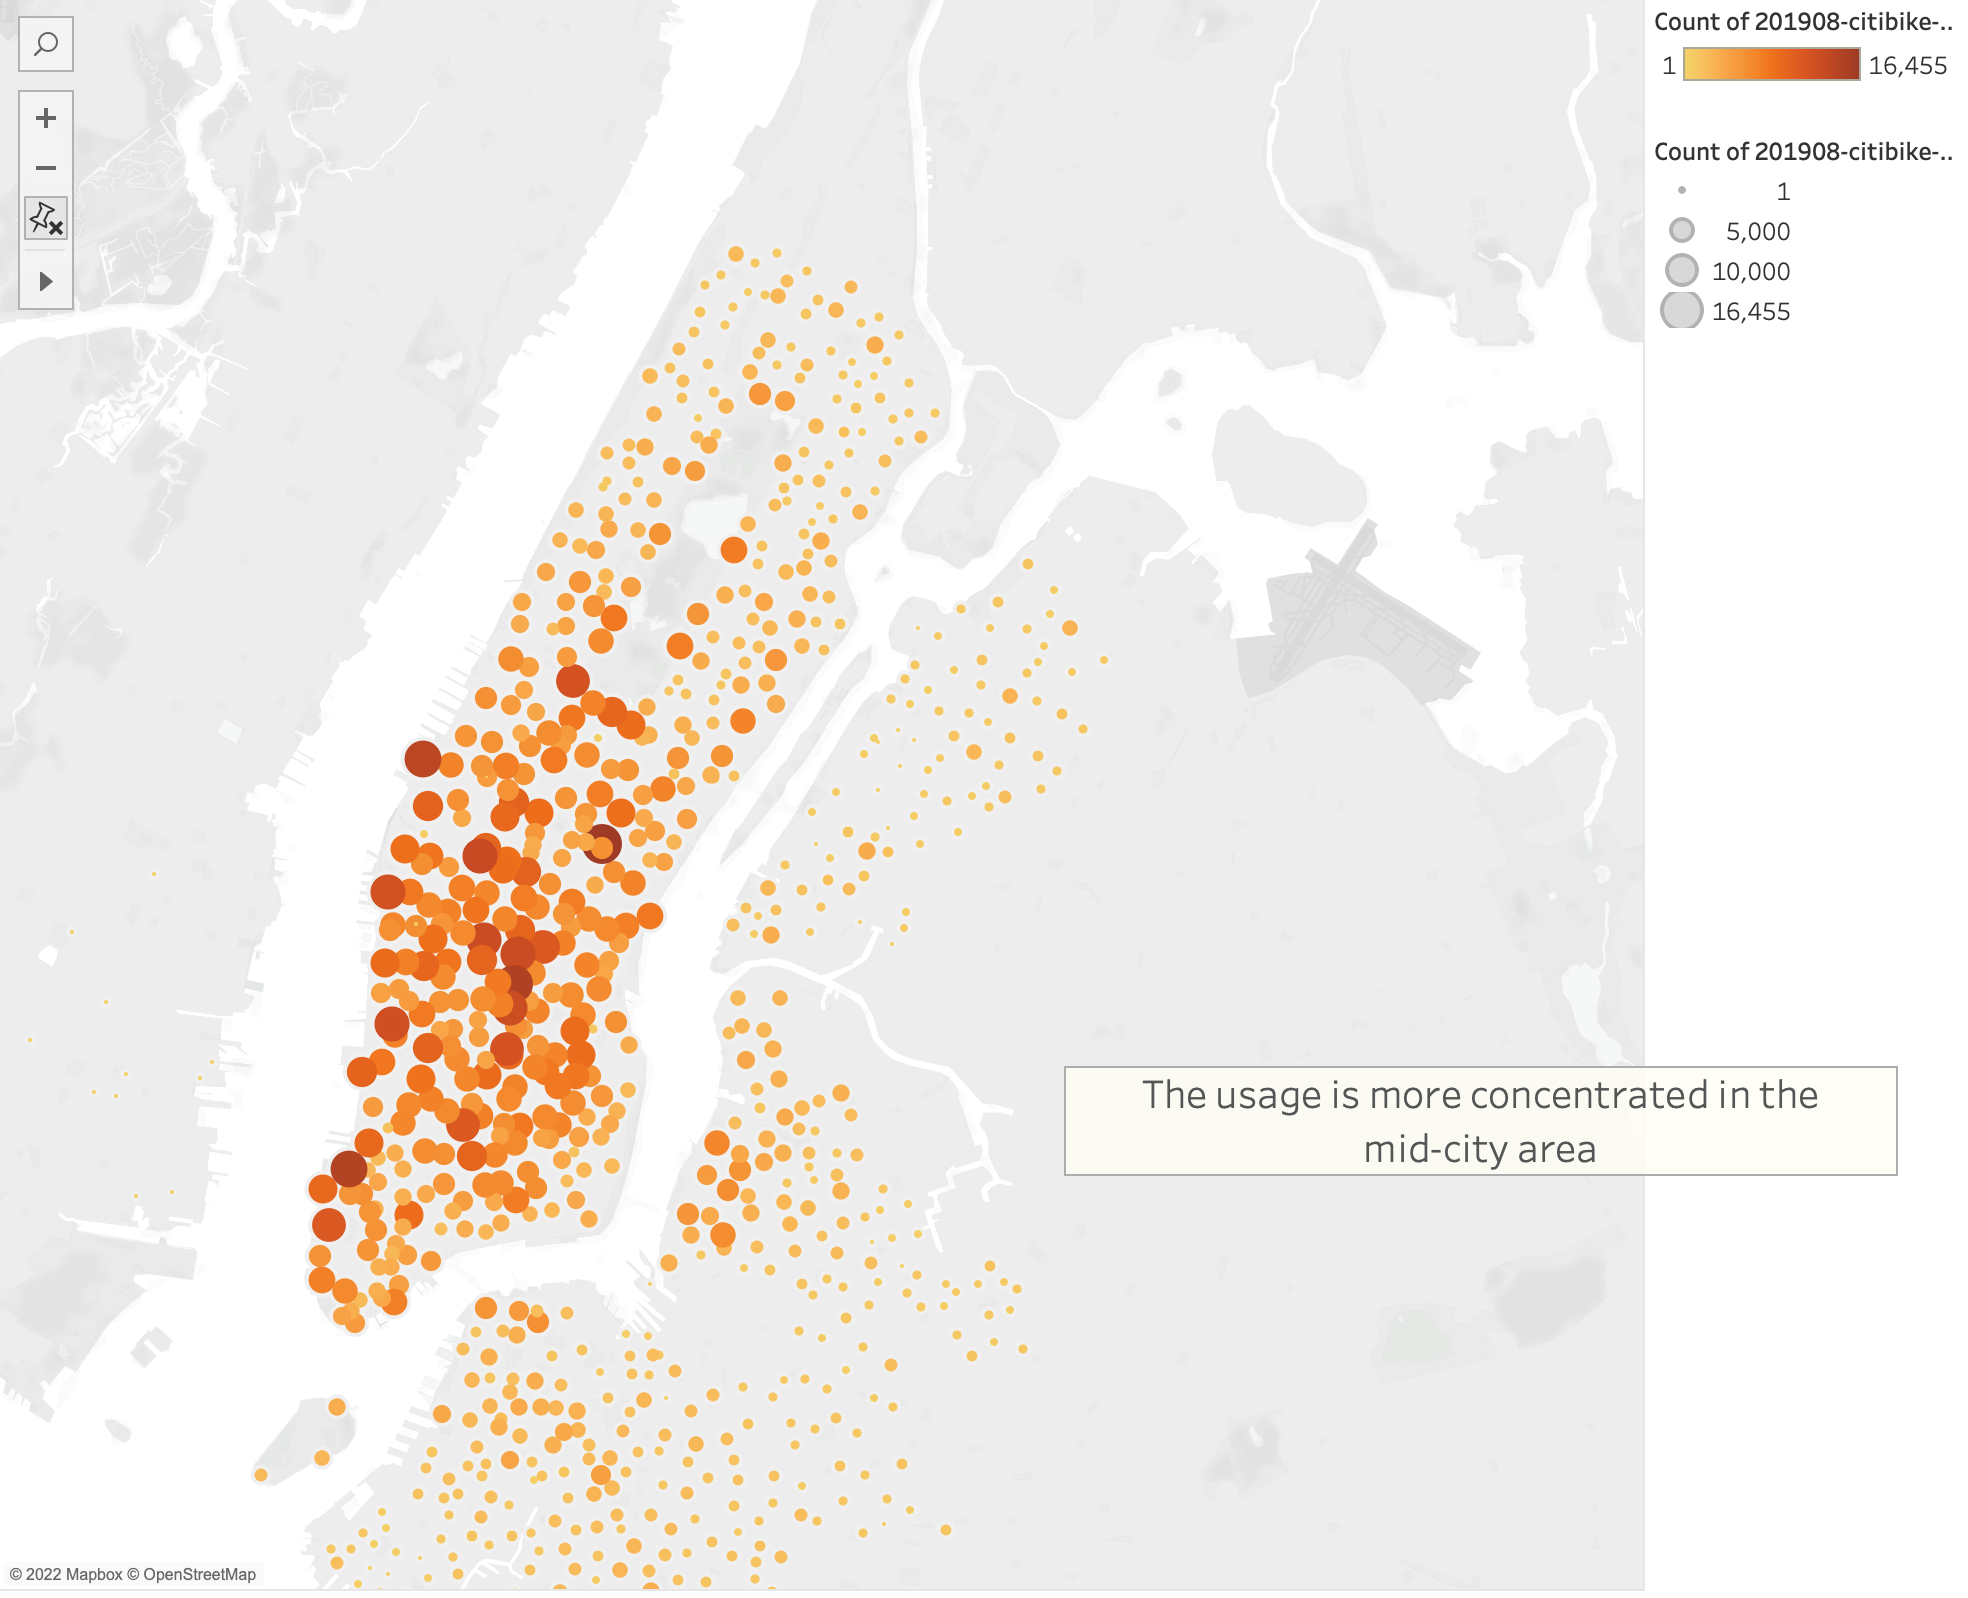 Count of 201908-citibike-..
1 16,455
Count of 201908-citibike-..
1
5,000
10,000
16,455
The usage is more concentrated in the
mid-city area
© 2022 Mapbox © OpenStreetMap